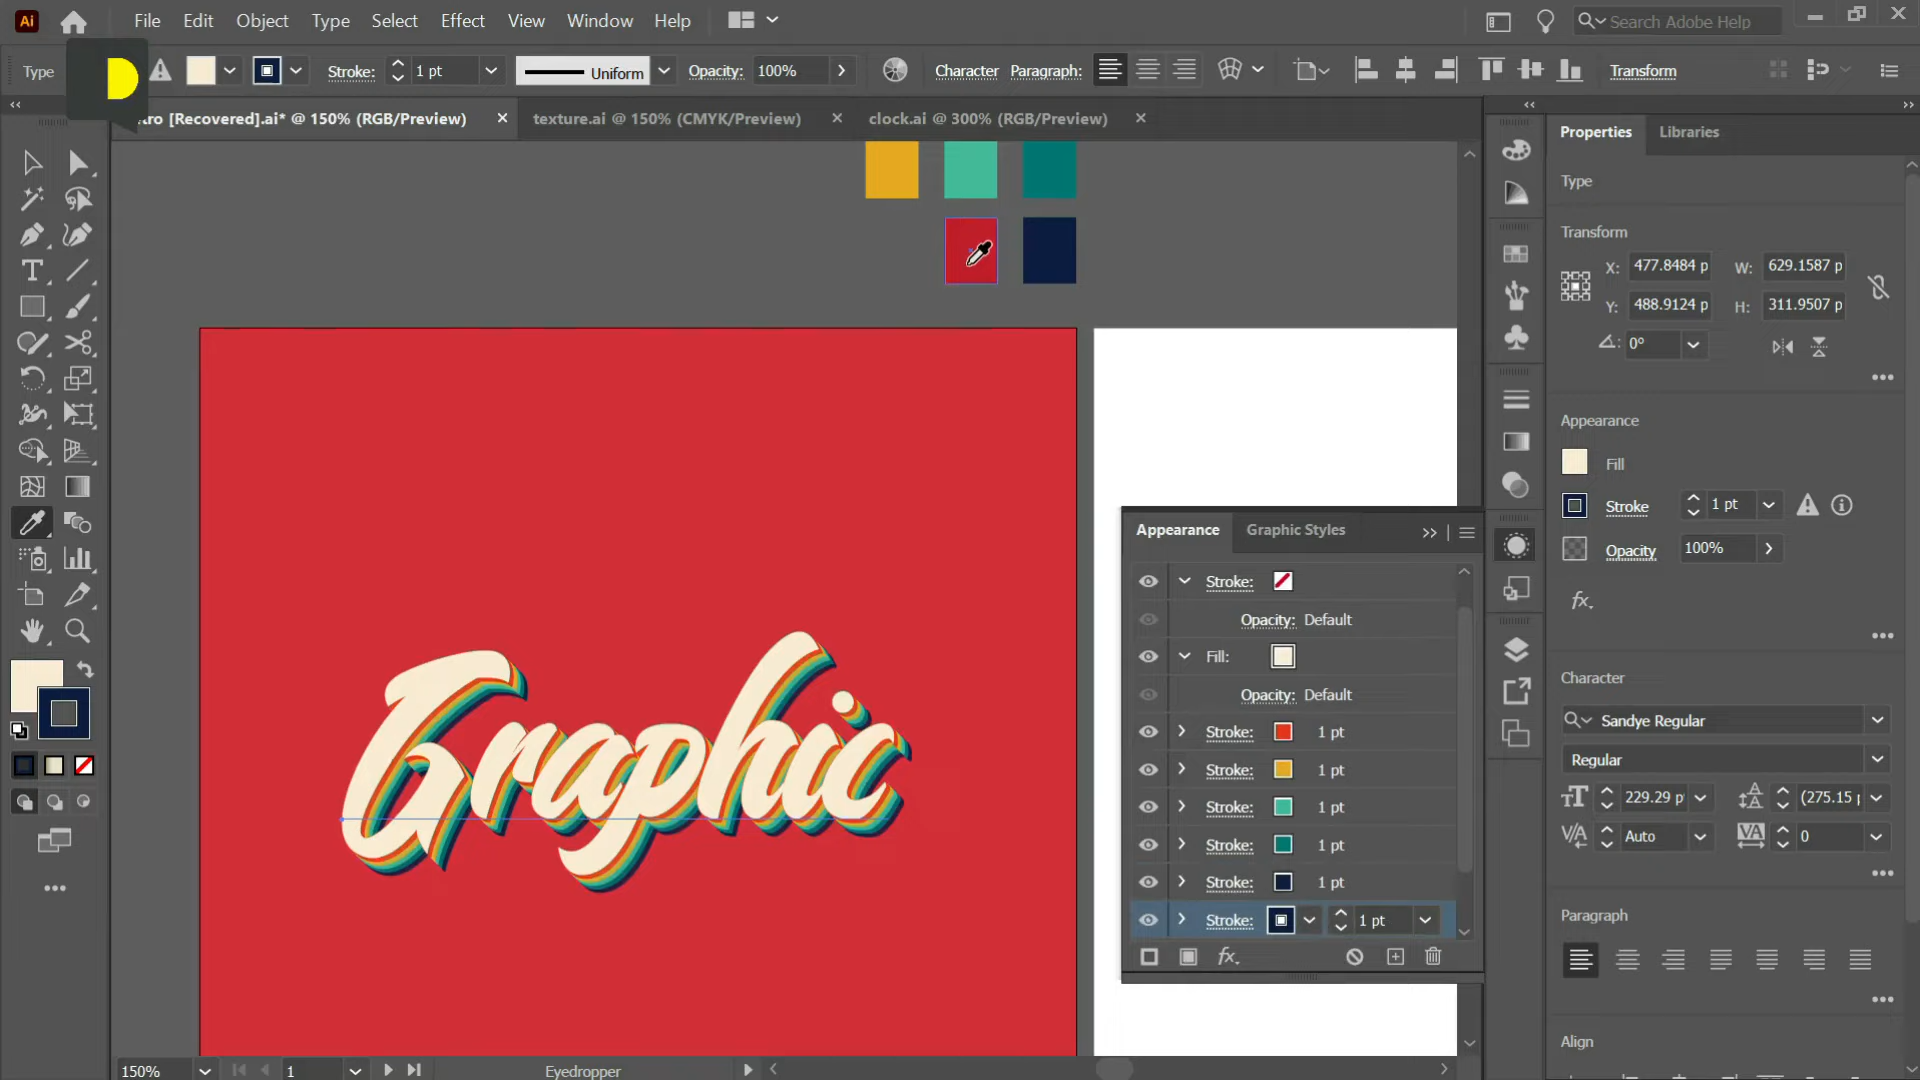 Ai File Edit Object Type Select Effect View Window Help Search Adobe Help
Type Stroke: 1 pt Uniform Opacity: 100% Character Paragraph: Transform
tro [Recovered].ai* @ 150% (RGB/Preview) texture.ai @ 150% (CMYK/Preview) clock.ai @ 300% (RGB/Preview)
Properties Libraries
Type
Transform
X: 477.8484 p W: 629.1587 p
Y: 488.9124 p H: 311.9507 p
0°
Appearance
Fill
Stroke 1 pt
Opacity 100%
fx
Character
Sandye Regular
Regular
229.29 p (275.15 p
Auto 0
Paragraph
Align
Graphic
Appearance Graphic Styles
Stroke:
Opacity: Default
Fill:
Opacity: Default
Stroke: 1 pt
Stroke: 1 pt
Stroke: 1 pt
Stroke: 1 pt
Stroke: 1 pt
Stroke: 1 pt
fx
150% 1 Eyedropper